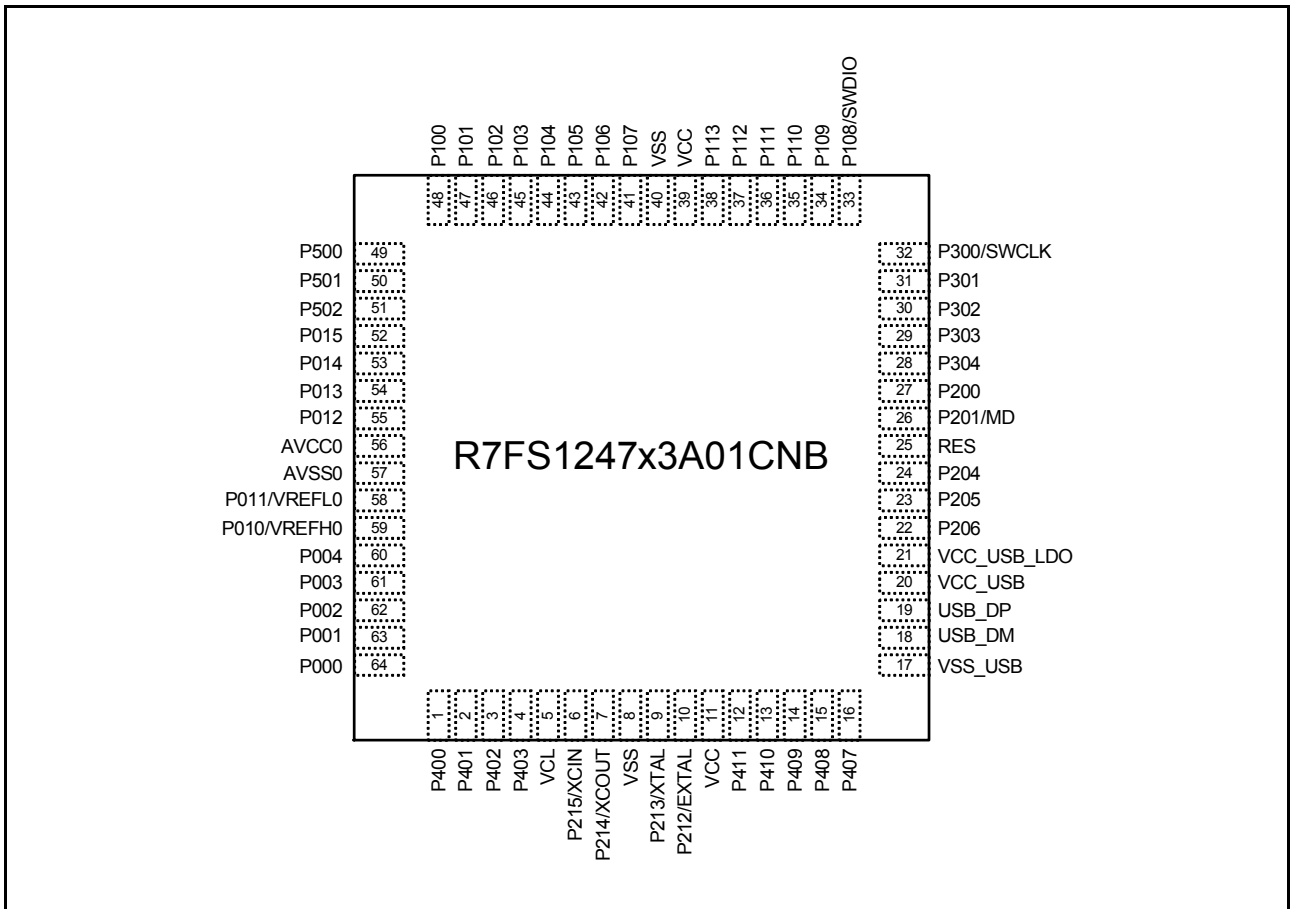 P100
P101
P102
P103
P104
P105
P106
P107
VSS
VCC
P113
P112
P111
P110
P109
P108/SWDIO
48
47
46
45
44
43
42
41
40
39
38
37
36
35
34
33
P500 49
P501 50
P502 51
P015 52
P014 53
P013 54
P012 55
AVCC0 56
AVSS0 57
P011/VREFL0 58
P010/VREFH0 59
P004 60
P003 61
P002 62
P001 63
P000 64
R7FS1247x3A01CNB
32 P300/SWCLK
31 P301
30 P302
29 P303
28 P304
27 P200
26 P201/MD
25 RES
24 P204
23 P205
22 P206
21 VCC_USB_LDO
20 VCC_USB
19 USB_DP
18 USB_DM
17 VSS_USB
1
2
3
4
5
6
7
8
9
10
11
12
13
14
15
16
P400
P401
P402
P403
VCL
P215/XCIN
P214/XCOUT
VSS
P213/XTAL
P212/EXTAL
VCC
P411
P410
P409
P408
P407